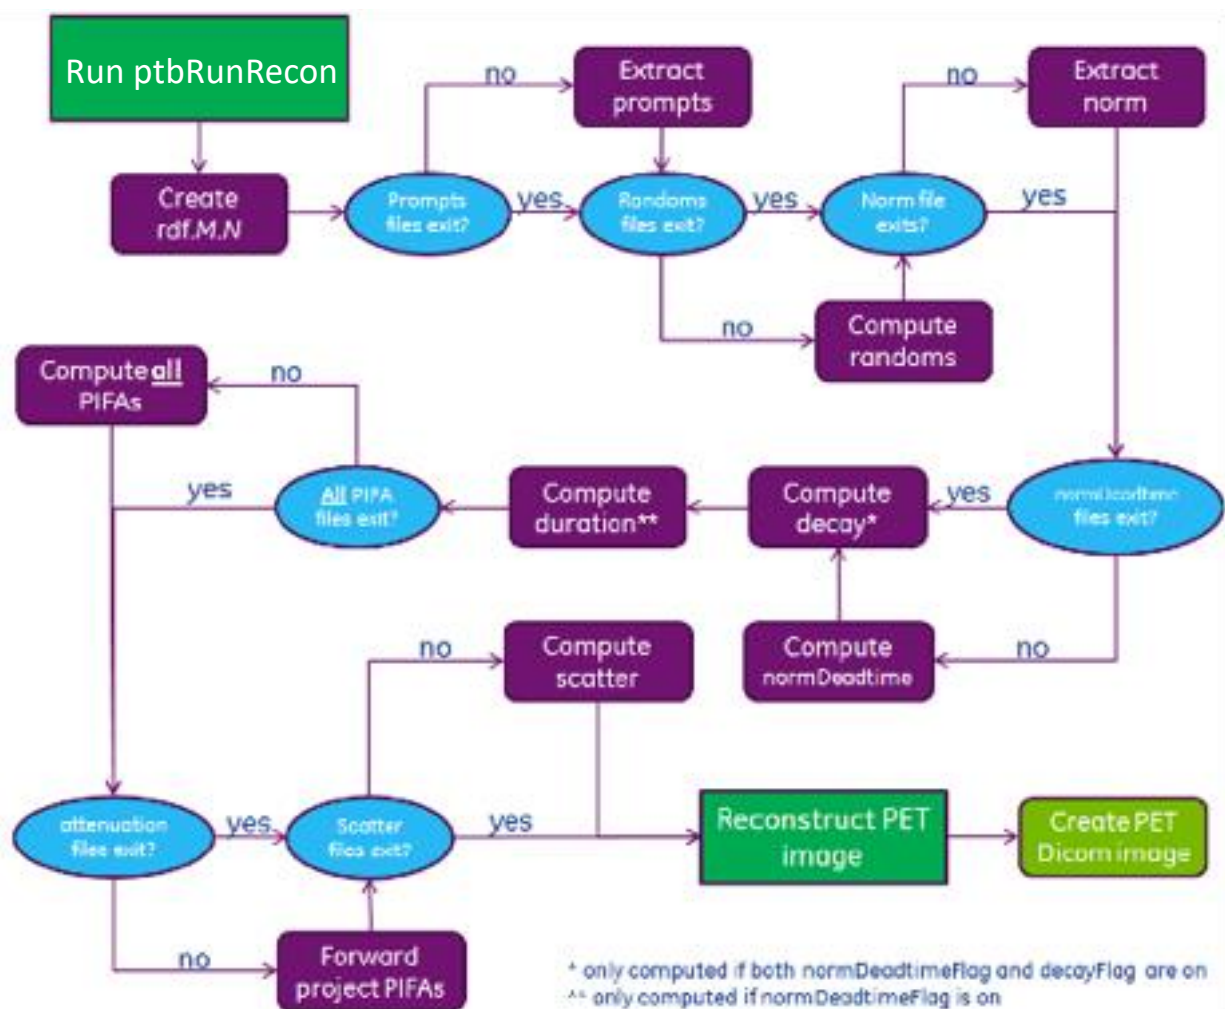 Run ptbRunRecon
no
Extract
prompts
no
Extract
norm
Create
rdf.M.N
Prompts
files exit?
yes
Randoms
files exit?
yes
Norm file
exits?
yes
no
Compute
randoms
Compute all
PIFAs
no
yes
All PIFA
files exit?
Compute
duration**
Compute
decay*
yes
normDeadtime
files exit?
no
Compute
scatter
Compute
normDeadtime
no
attenuation
files exit?
yes
Scatter
files exit?
yes
Reconstruct PET
image
Create PET
Dicom image
no
Forward
project PIFAs
* only computed if both normDeadtimeFlag and decayFlag are on
** only computed if normDeadtimeFlag is on